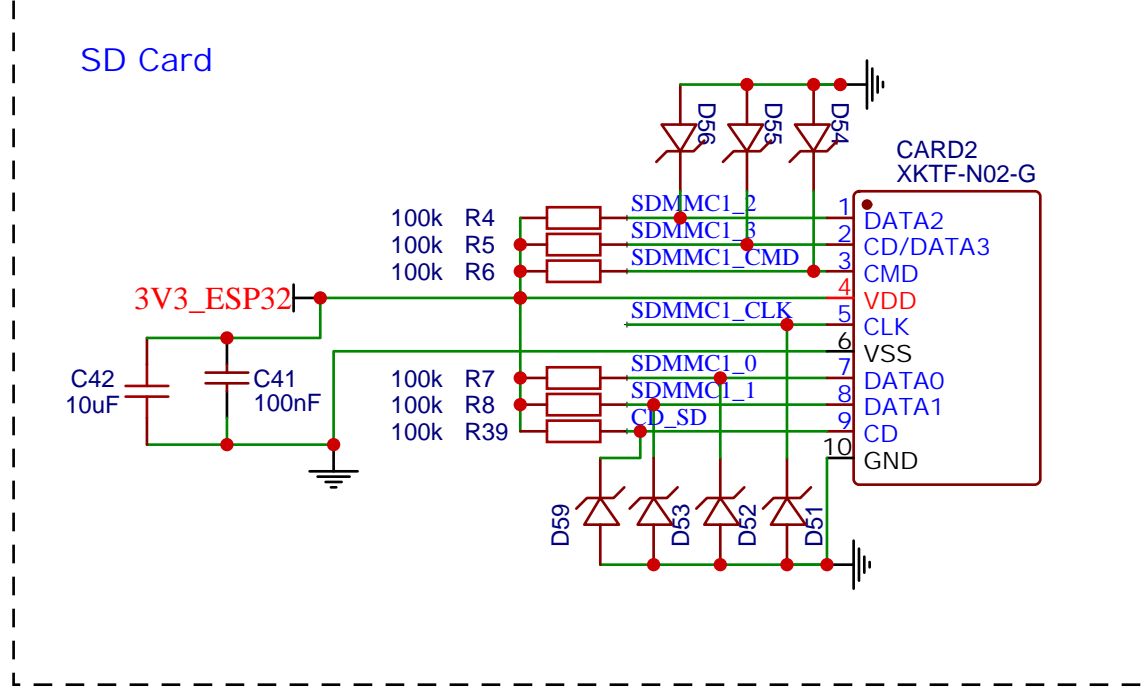 SD Card
D56
D55
D54
CARD2
XKTF-N02-G
100k R4
SDMMC1_2
1
DATA2
100k R5
SDMMC1_3
2
CD/DATA3
100k R6
SDMMC1_CMD
3
CMD
3V3_ESP32
4
VDD
SDMMC1_CLK
5
CLK
6
VSS
C42
10uF
C41
100nF
100k R7
SDMMC1_0
7
DATA0
100k R8
SDMMC1_1
8
DATA1
100k R39
CD_SD
9
CD
10
GND
D59
D53
D52
D51